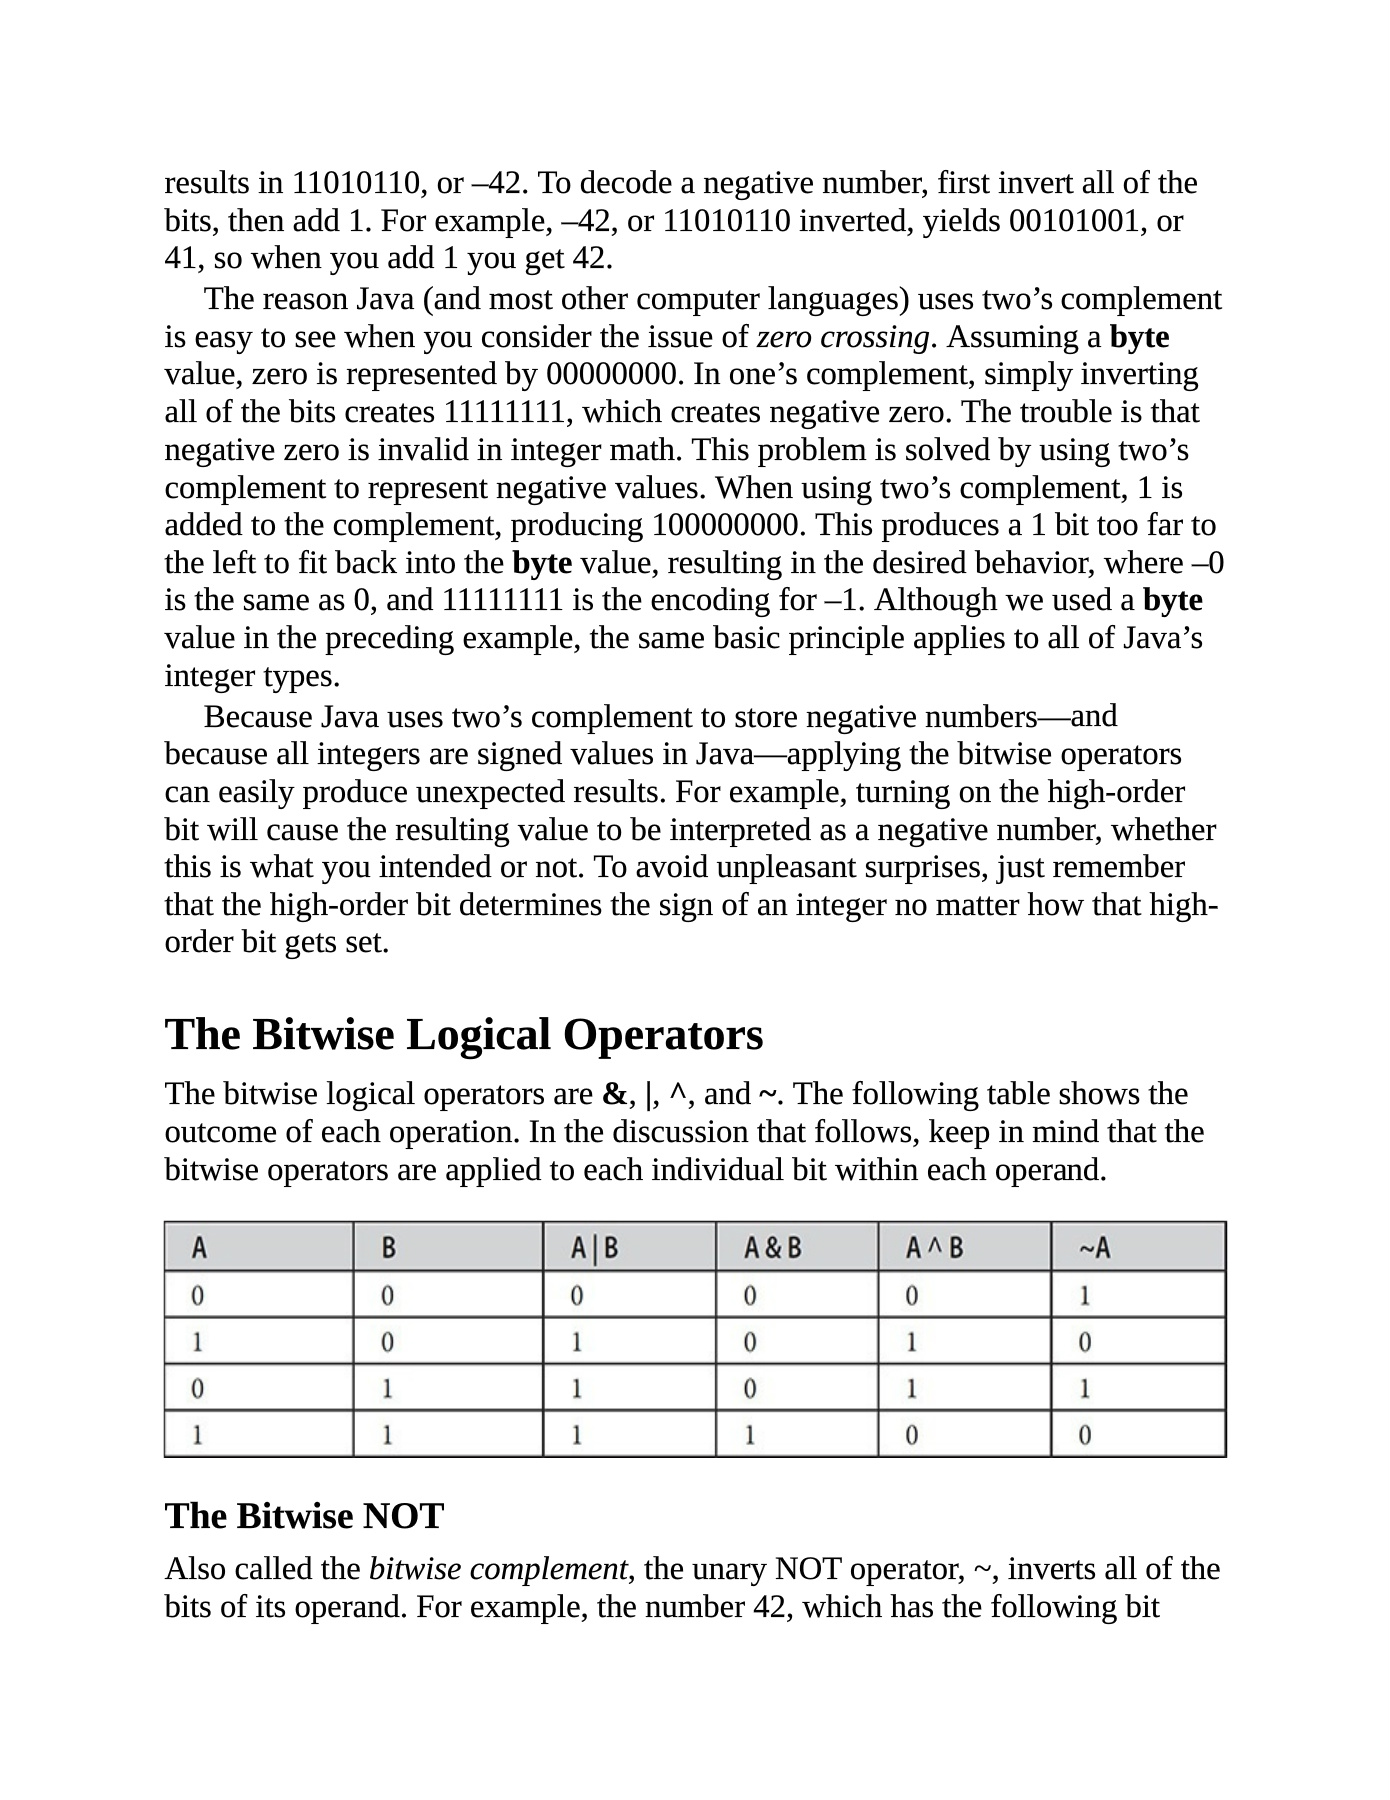 results in 11010110, or –42. To decode a negative number, first invert all of the
bits, then add 1. For example, –42, or 11010110 inverted, yields 00101001, or
41, so when you add 1 you get 42.
The reason Java (and most other computer languages) uses two’s complement
is easy to see when you consider the issue of zero crossing. Assuming a byte
value, zero is represented by 00000000. In one’s complement, simply inverting
all of the bits creates 11111111, which creates negative zero. The trouble is that
negative zero is invalid in integer math. This problem is solved by using two’s
complement to represent negative values. When using two’s complement, 1 is
added to the complement, producing 100000000. This produces a 1 bit too far to
the left to fit back into the byte value, resulting in the desired behavior, where –0
is the same as 0, and 11111111 is the encoding for –1. Although we used a byte
value in the preceding example, the same basic principle applies to all of Java’s
integer types.
Because Java uses two’s complement to store negative numbers—and
because all integers are signed values in Java—applying the bitwise operators
can easily produce unexpected results. For example, turning on the high-order
bit will cause the resulting value to be interpreted as a negative number, whether
this is what you intended or not. To avoid unpleasant surprises, just remember
that the high-order bit determines the sign of an integer no matter how that high-
order bit gets set.
The Bitwise Logical Operators
The bitwise logical operators are &, |, ^, and ~. The following table shows the
outcome of each operation. In the discussion that follows, keep in mind that the
bitwise operators are applied to each individual bit within each operand.
A B A | B A & B A ^ B ~A
0 0 0 0 0 1
1 0 1 0 1 0
0 1 1 0 1 1
1 1 1 1 0 0
The Bitwise NOT
Also called the bitwise complement, the unary NOT operator, ~, inverts all of the
bits of its operand. For example, the number 42, which has the following bit